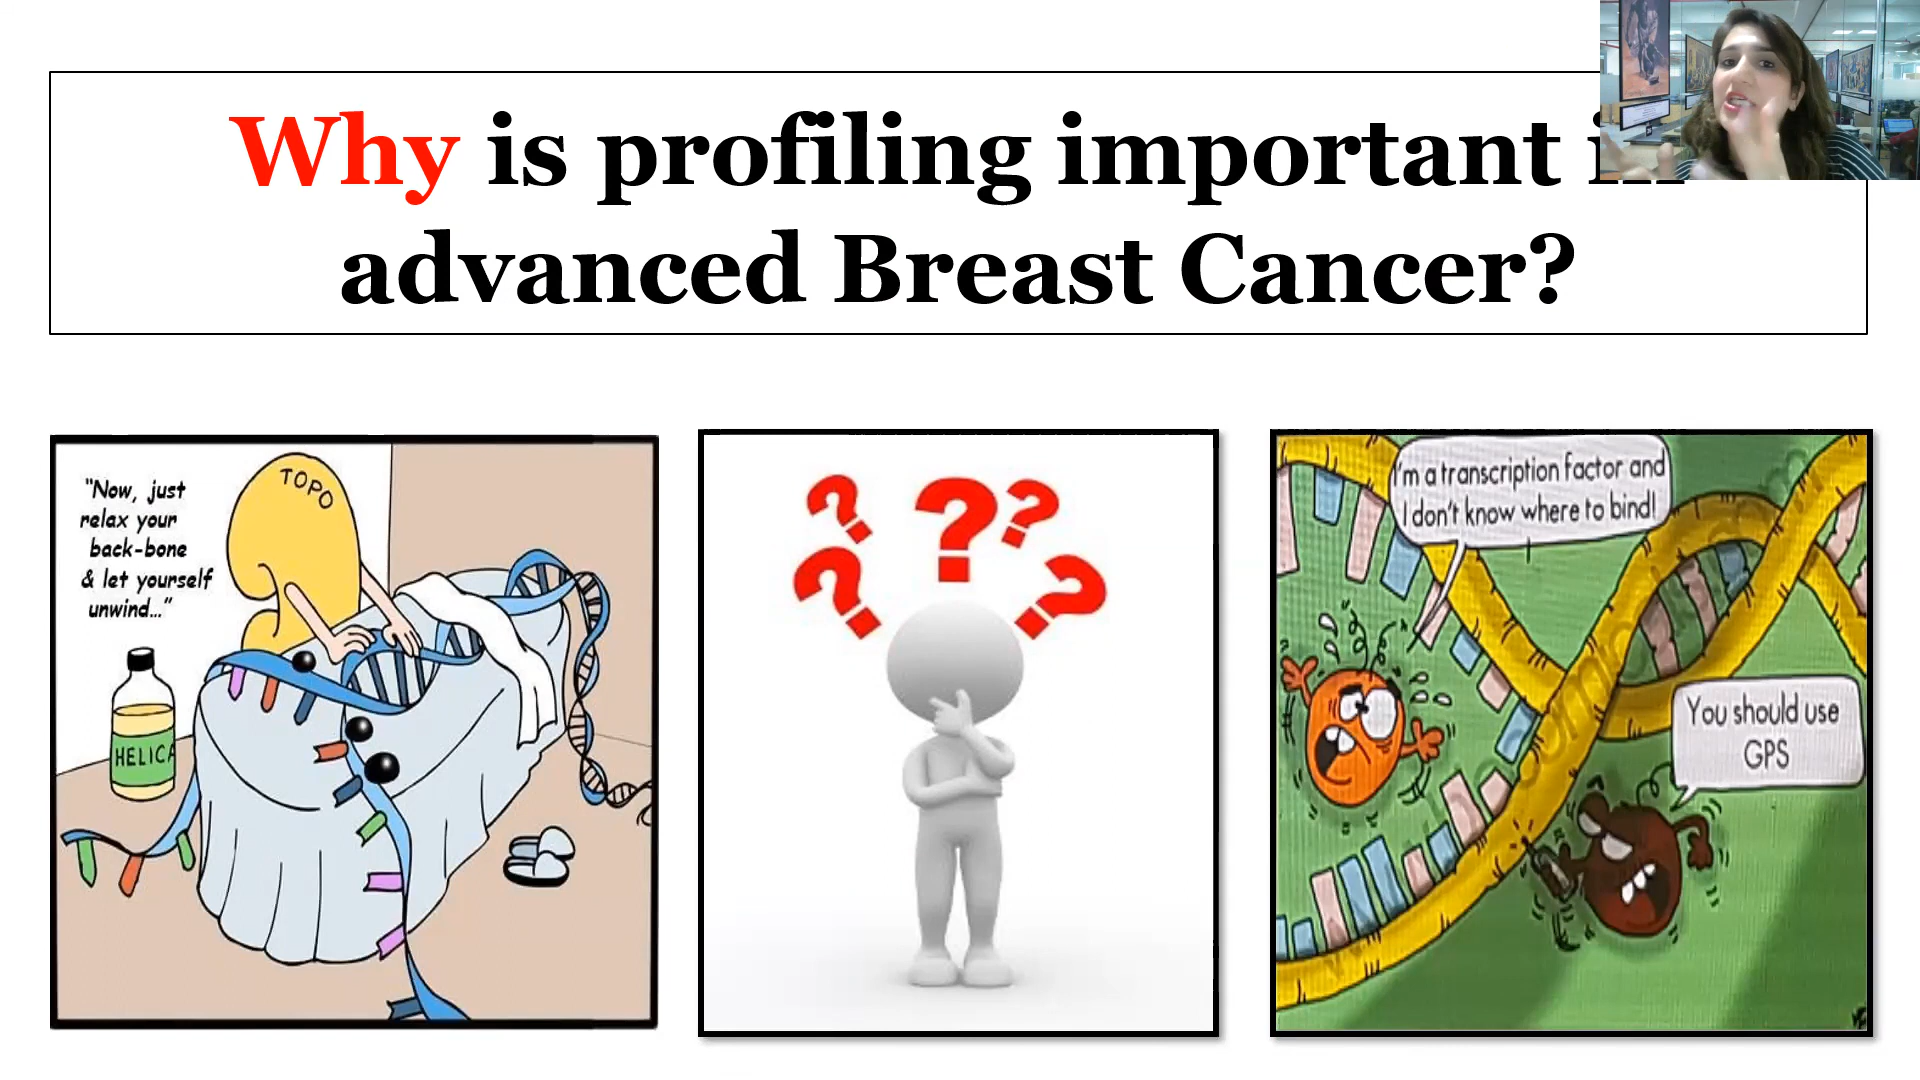 Why is profiling important
advanced Breast Cancer?
"Now, just
relax your
back-bone
& let yourself
unwind..."
TOPO
HELICA
I'm a transcription factor and
I don't know where to bind!
You should use
GPS